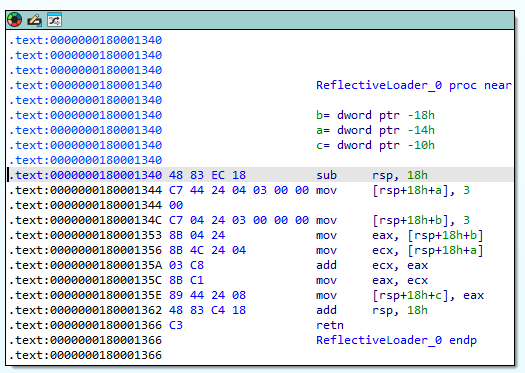 .text:0000000180001340
.text:0000000180001340
.text:0000000180001340
.text:0000000180001340 ReflectiveLoader_0 proc near
.text:0000000180001340
.text:0000000180001340 b= dword ptr -18h
.text:0000000180001340 a= dword ptr -14h
.text:0000000180001340 c= dword ptr -10h
.text:0000000180001340
.text:0000000180001340 48 83 EC 18 sub rsp, 18h
.text:0000000180001344 C7 44 24 04 03 00 00 mov [rsp+18h+a], 3
.text:0000000180001344 00
.text:000000018000134C C7 04 24 03 00 00 00 mov [rsp+18h+b], 3
.text:0000000180001353 8B 04 24 mov eax, [rsp+18h+b]
.text:0000000180001356 8B 4C 24 04 mov ecx, [rsp+18h+a]
.text:000000018000135A 03 C8 add ecx, eax
.text:000000018000135C 8B C1 mov eax, ecx
.text:000000018000135E 89 44 24 08 mov [rsp+18h+c], eax
.text:0000000180001362 48 83 C4 18 add rsp, 18h
.text:0000000180001366 C3 retn
.text:0000000180001366 ReflectiveLoader_0 endp
.text:0000000180001366